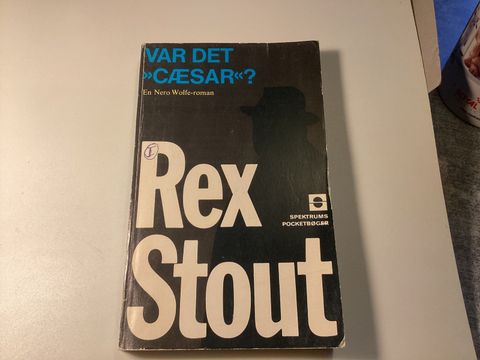 VAR DET
»CÆSAR«?
En Nero Wolfe-roman
Rex
SPEKTRUMS
POCKETBØGER
Stout